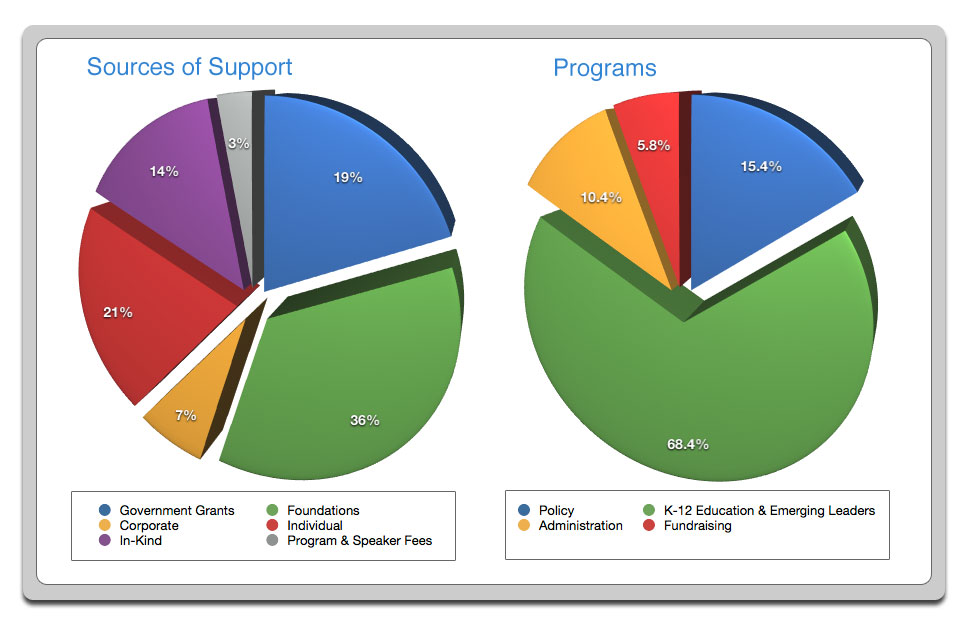 Sources of Support
3%
19%
14%
21%
7%
36%
Government Grants
Foundations
Corporate
Individual
In-Kind
Program & Speaker Fees
Programs
5.8%
15.4%
10.4%
68.4%
Policy
K-12 Education & Emerging Leaders
Administration
Fundraising